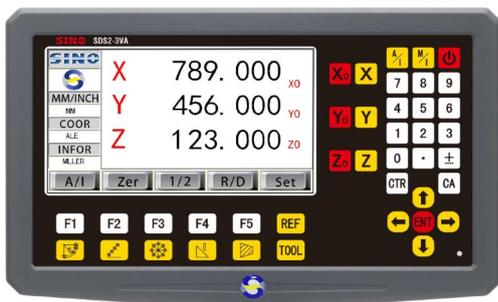 SINO SDS2-3VA
SINO
MM/INCH
MM
COOR
ALE
INFOR
MILLER
X 789.000 X0
Y 456.000 Y0
Z 123.000 Z0
A/I Zer 1/2 R/D Set
X0 X
Y0 Y
Z0 Z
A/I M/I
7 8 9
4 5 6
1 2 3
0 . ±
CTR CA
ENT
F1 F2 F3 F4 F5 REF
TOOL